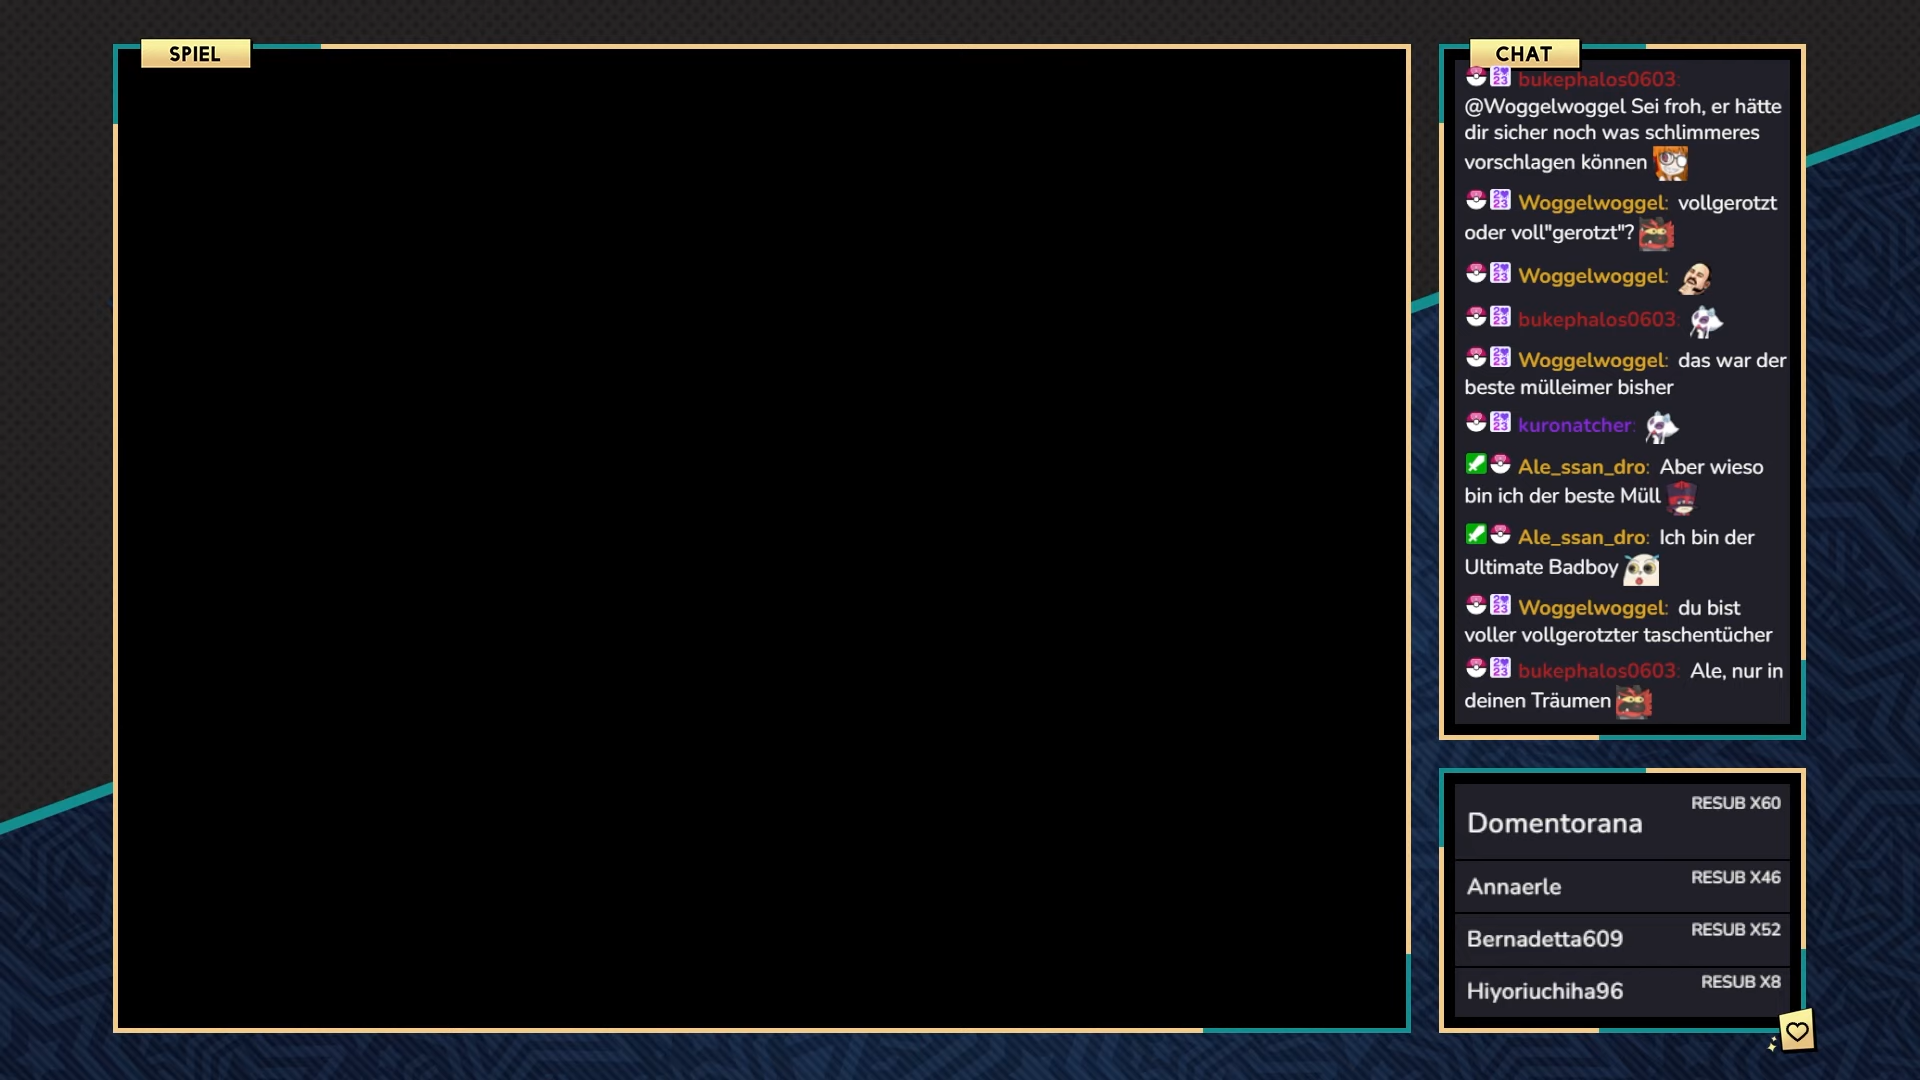 SPIEL
CHAT
bukephalos0603:
@Woggelwoggel Sei froh, er hätte
dir sicher noch was schlimmeres
vorschlagen können
Woggelwoggel: vollgerotzt
oder voll"gerotzt"?
Woggelwoggel:
bukephalos0603:
Woggelwoggel: das war der
beste mülleimer bisher
kuronatcher:
Ale_ssan_dro: Aber wieso
bin ich der beste Müll
Ale_ssan_dro: Ich bin der
Ultimate Badboy
Woggelwoggel: du bist
voller vollgerotzter taschentücher
bukephalos0603: Ale, nur in
deinen Träumen
RESUB X60
Domentorana
RESUB X46
Annaerle
RESUB X52
Bernadetta609
RESUB X8
Hiyoriuchiha96